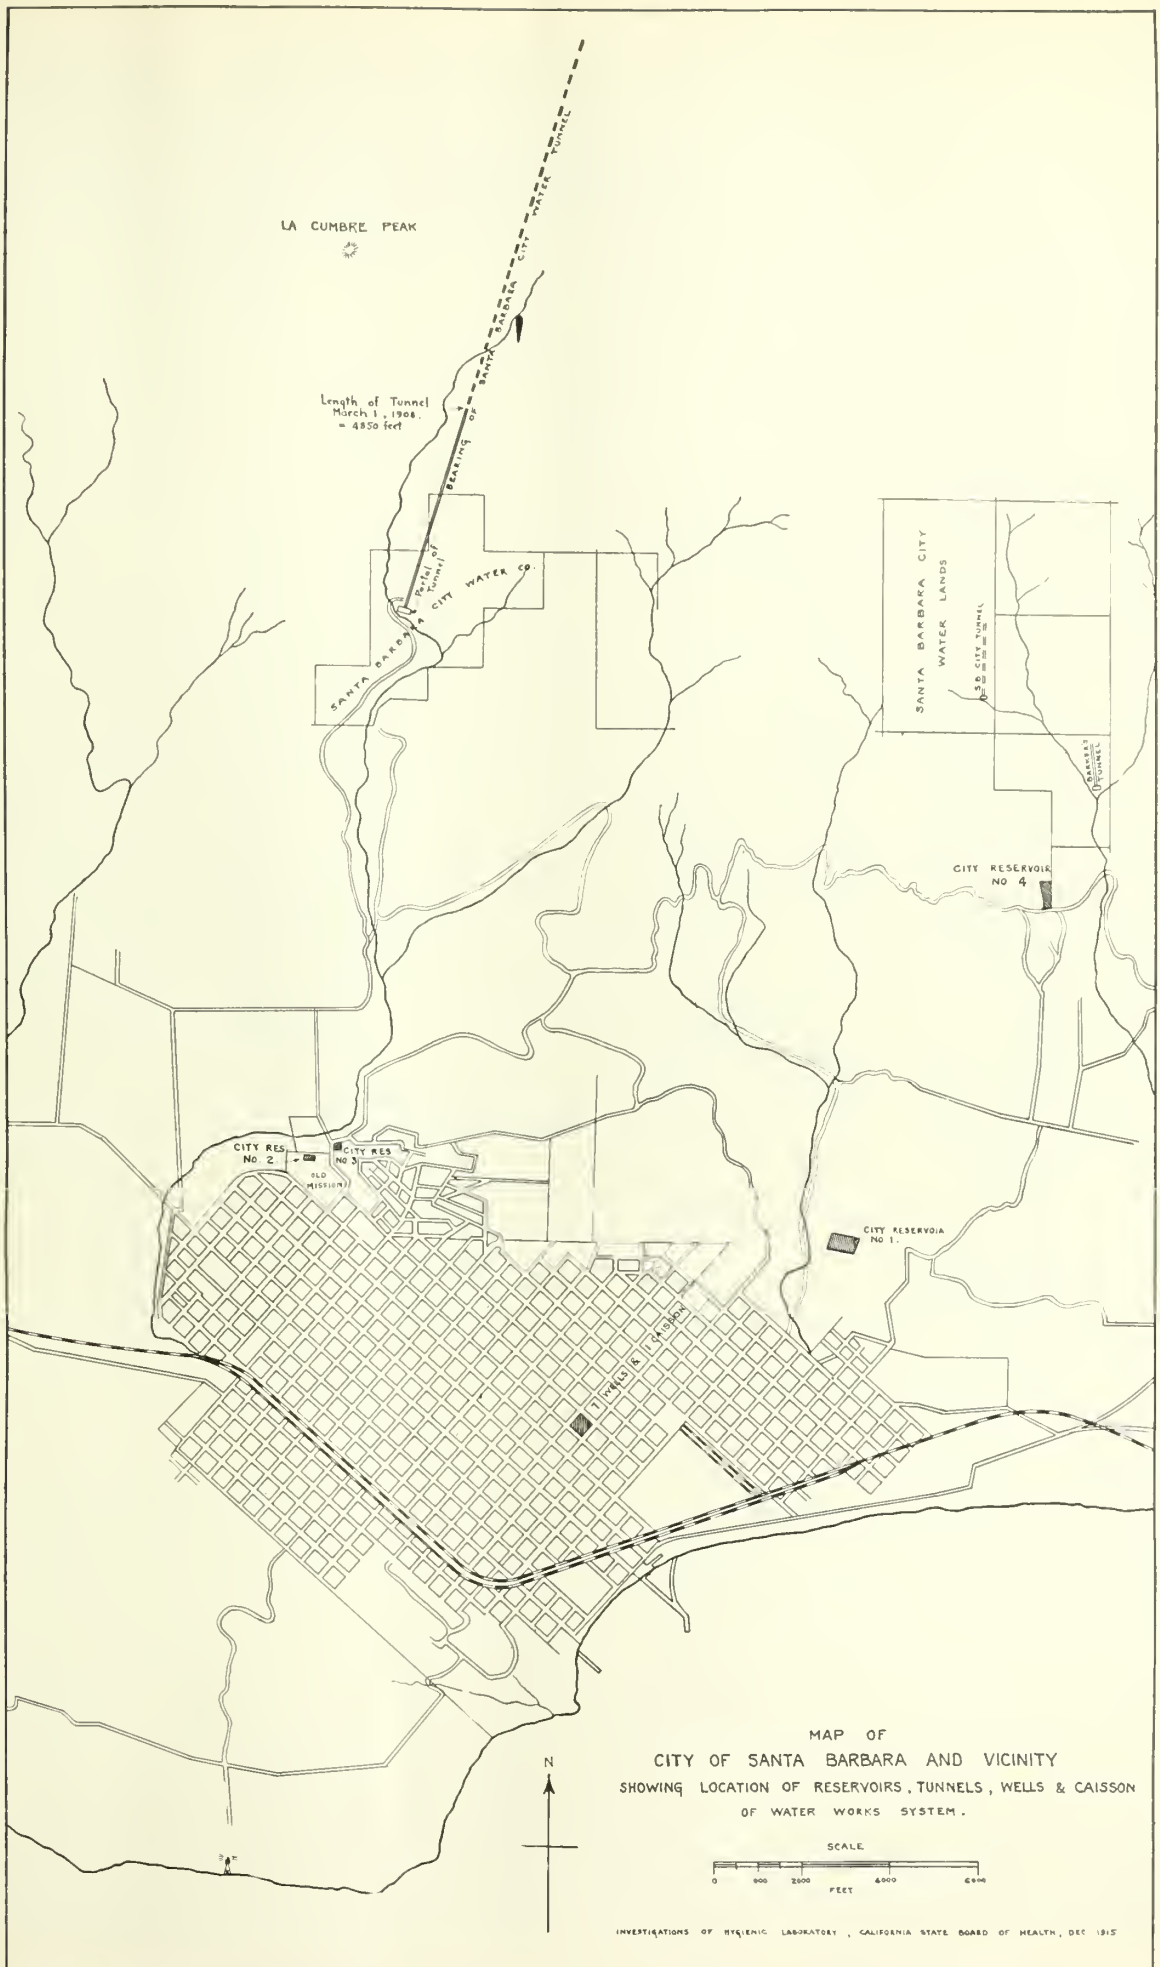 BEARING OF SANTA BARBARA CITY WATER TUNNEL
LA CUMBRE PEAK
Length of Tunnel
March 1, 1908.
= 4850 feet
Portal of
Tunnel
SANTA BARBARA CITY WATER CO.
SANTA BARBARA CITY
WATER LANDS
S B CITY TUNNEL
BARKER'S
TUNNEL
CITY RESERVOIR
NO 4
CITY RES
NO. 2
CITY RES
NO 3
OLD
MISSION
CITY RESERVOIR
NO 1.
71 WELLS & 1 CAISSON
N
MAP OF
CITY OF SANTA BARBARA AND VICINITY
SHOWING LOCATION OF RESERVOIRS, TUNNELS, WELLS & CAISSON
OF WATER WORKS SYSTEM.
SCALE
0 2000 4000 6000
FEET
INVESTIGATIONS OF HYGIENIC LABORATORY, CALIFORNIA STATE BOARD OF HEALTH, DEC 1915